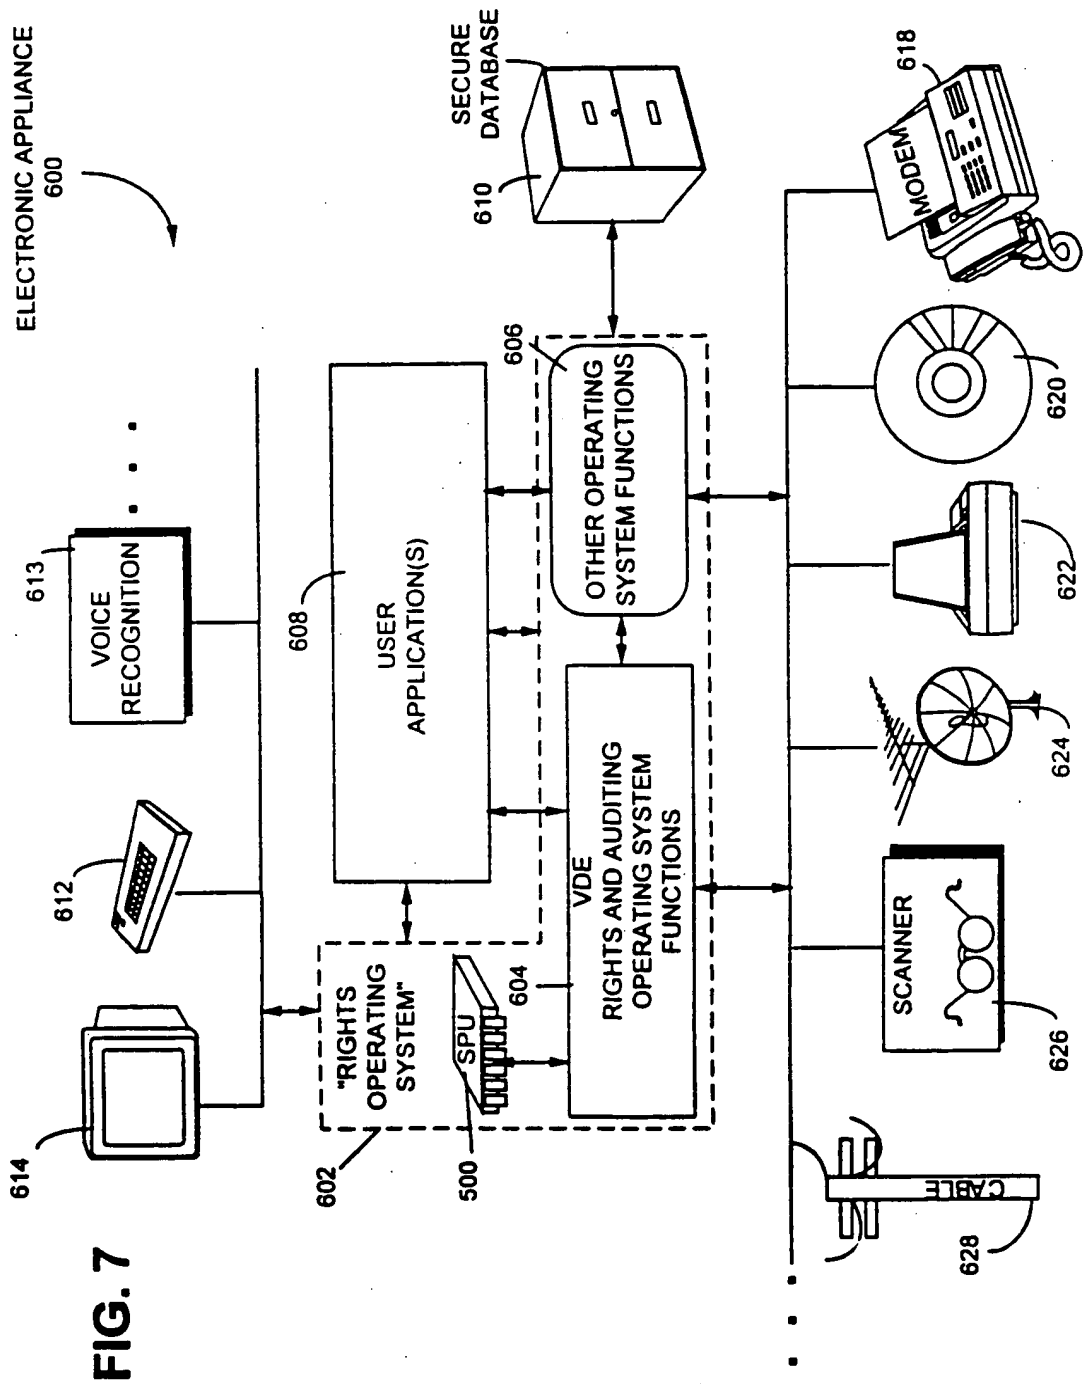 FIG. 7
ELECTRONIC APPLIANCE
600
614
612
613
VOICE
RECOGNITION
608
USER
APPLICATION(S)
602
"RIGHTS
OPERATING
SYSTEM"
500
SPU
604
VDE
RIGHTS AND AUDITING
OPERATING SYSTEM
FUNCTIONS
606
OTHER OPERATING
SYSTEM FUNCTIONS
610
SECURE
DATABASE
628
CABLE
SCANNER
626
624
622
620
MODEM
618